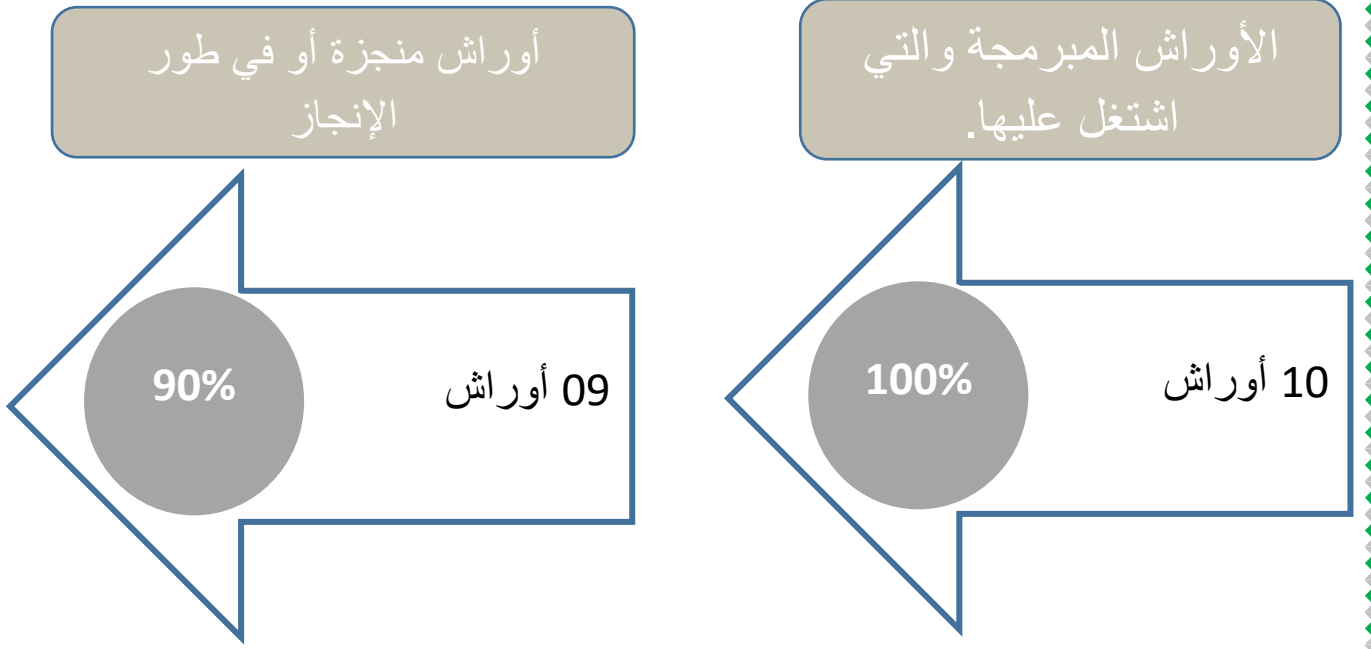 الأوراش المبرمجة والتي
اشتغل عليها.
10 أوراش
100%
أوراش منجزة أو في طور
الإنجاز
09 أوراش
90%